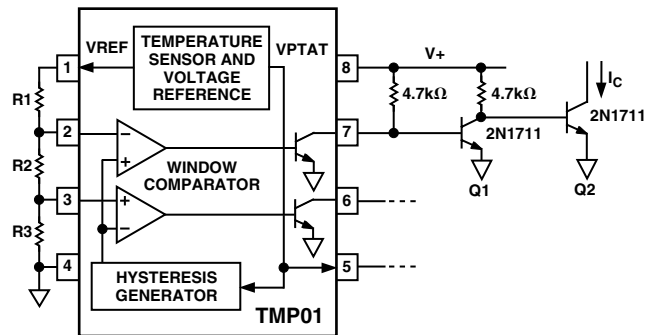 VREF
TEMPERATURE
SENSOR AND
VOLTAGE
REFERENCE
VPTAT
1
8
V+
R1
4.7kΩ
4.7kΩ
IC
2
7
2N1711
2N1711
R2
WINDOW
COMPARATOR
Q1
Q2
3
6
R3
4
HYSTERESIS
GENERATOR
5
TMP01
−
+
+
−